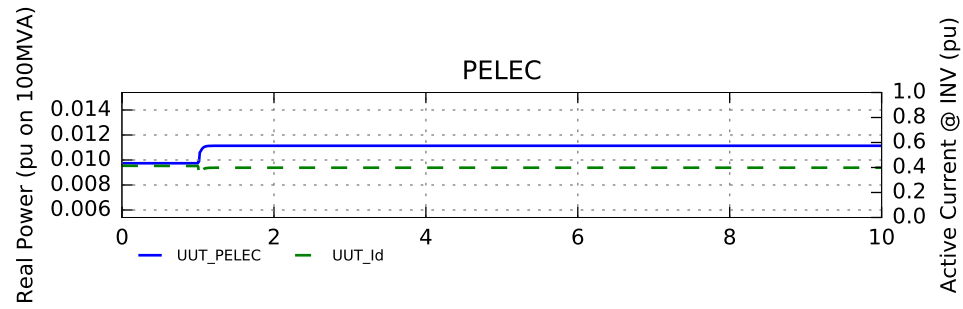 PELEC
Real Power (pu on 100MVA)
0.014
0.012
0.010
0.008
0.006
1.0
0.8
0.6
0.4
0.2
0.0
Active Current @ INV (pu)
0 2 4 6 8 10
UUT_PELEC UUT_Id